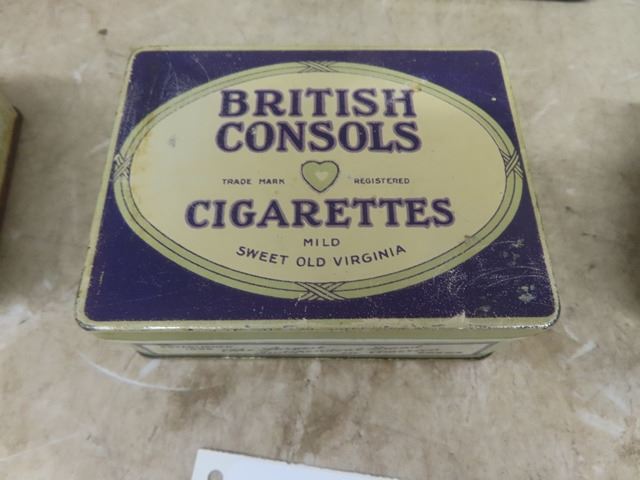 BRITISH
CONSOLS
TRADE MARK REGISTERED
CIGARETTES
MILD
SWEET OLD VIRGINIA